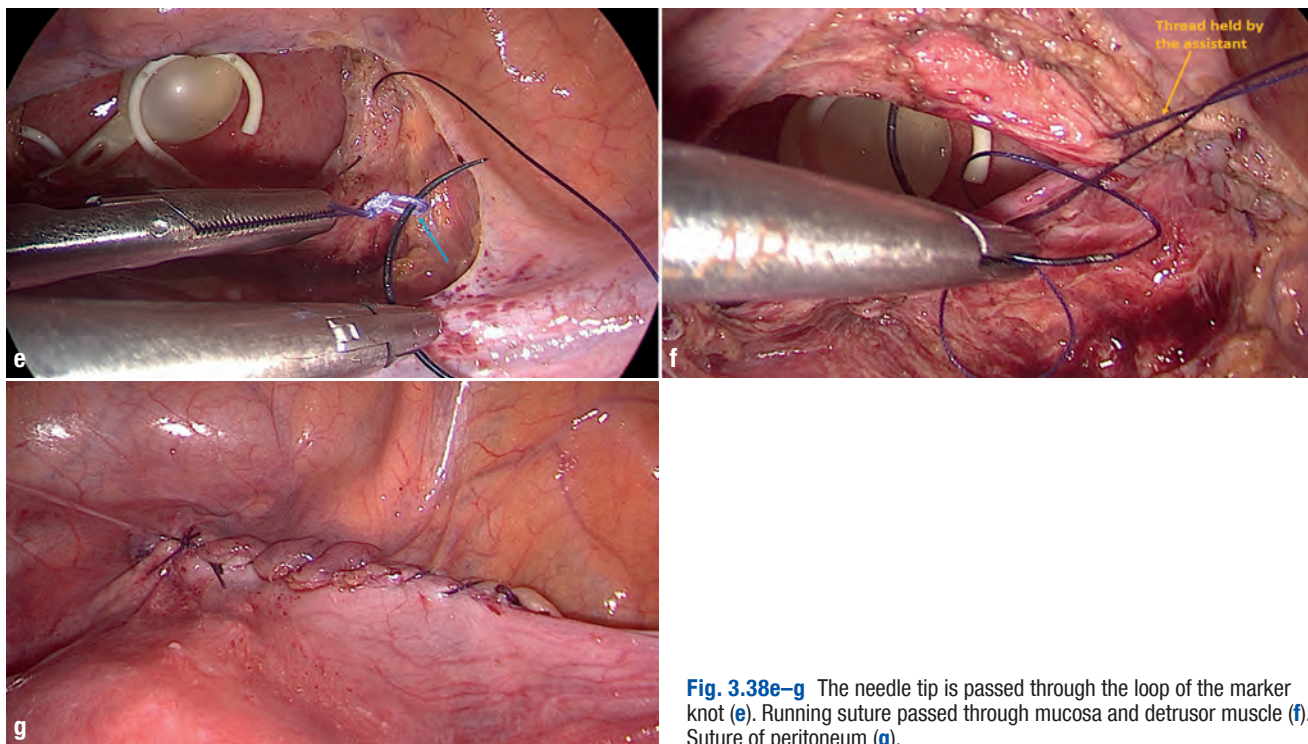 Thread held by
the assistant
e
f
g
Fig. 3.38e–g The needle tip is passed through the loop of the marker
knot (e). Running suture passed through mucosa and detrusor muscle (f).
Suture of peritoneum (g).